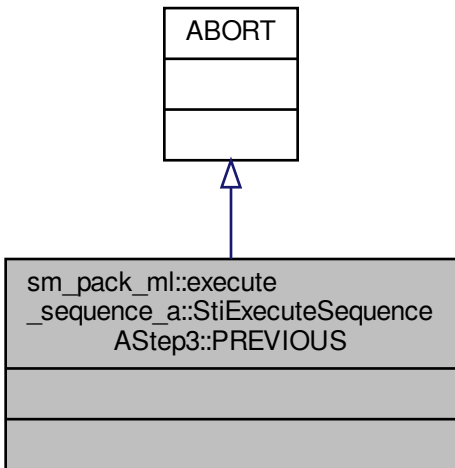 ABORT
sm_pack_ml::execute
_sequence_a::StiExecuteSequence
AStep3::PREVIOUS